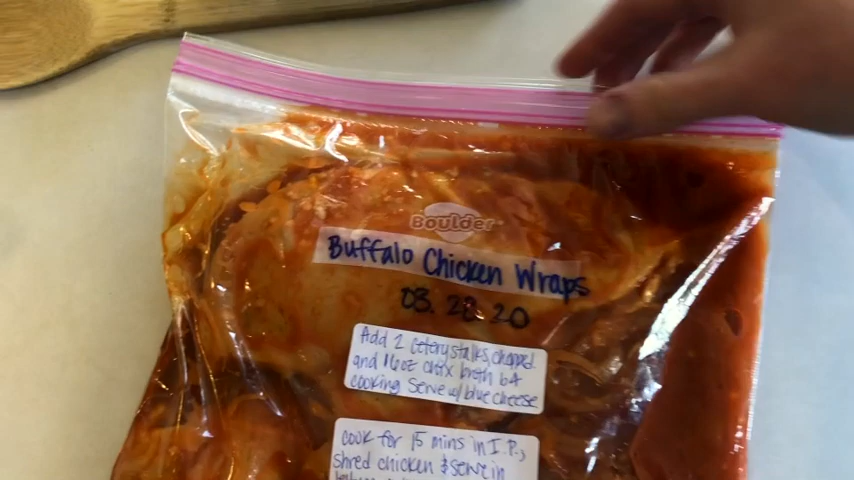 Boulder
Buffalo Chicken Wraps
03.28.20
Add 2 celery stalks, chopped
and 16oz chix broth b4
cooking Serve w/ blue cheese
cook for 15 mins in I.P.,
shred chicken & serve in